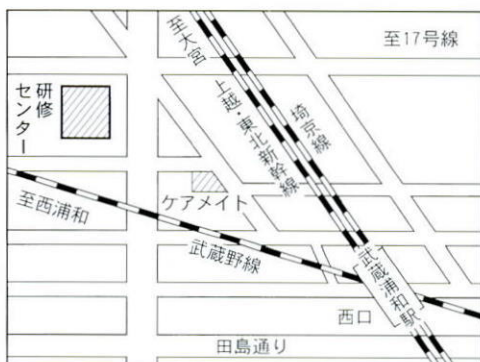 至大宮
至17号線
上越・東北新幹線
埼京線
研修
センター
ケアメイト
至西浦和
武蔵野線
武蔵浦和駅
西口
田島通り